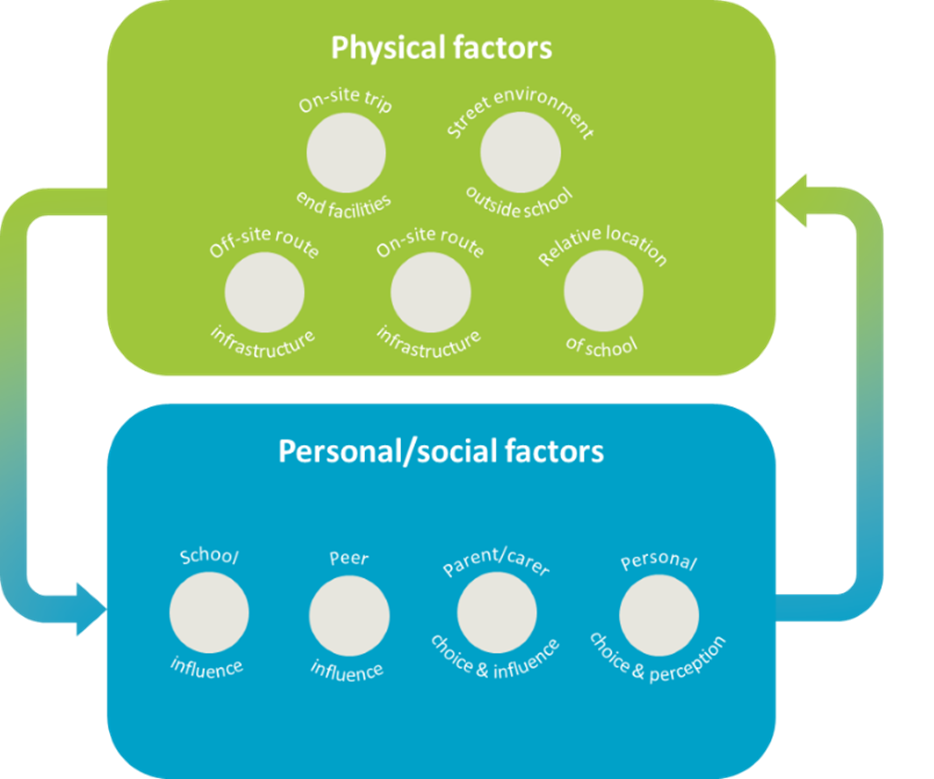 Physical factors
On-site trip
end facilities
Street environment
outside school
Off-site route
infrastructure
On-site route
infrastructure
Relative location
of school
Personal/social factors
School
influence
Peer
influence
Parent/carer
choice & influence
Personal
choice & perception